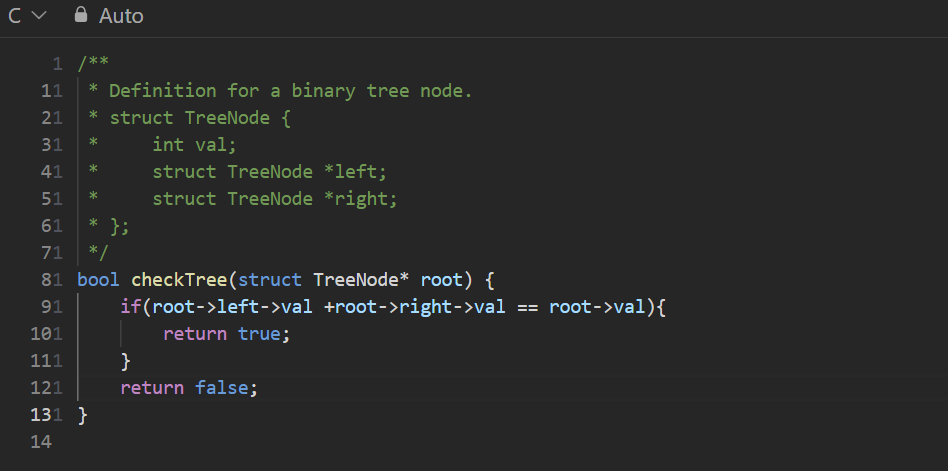 C Auto
1 /**
11 * Definition for a binary tree node.
21 * struct TreeNode {
31 *     int val;
41 *     struct TreeNode *left;
51 *     struct TreeNode *right;
61 * };
71 */
81 bool checkTree(struct TreeNode* root) {
91     if(root->left->val +root->right->val == root->val){
101         return true;
111     }
121     return false;
131 }
14